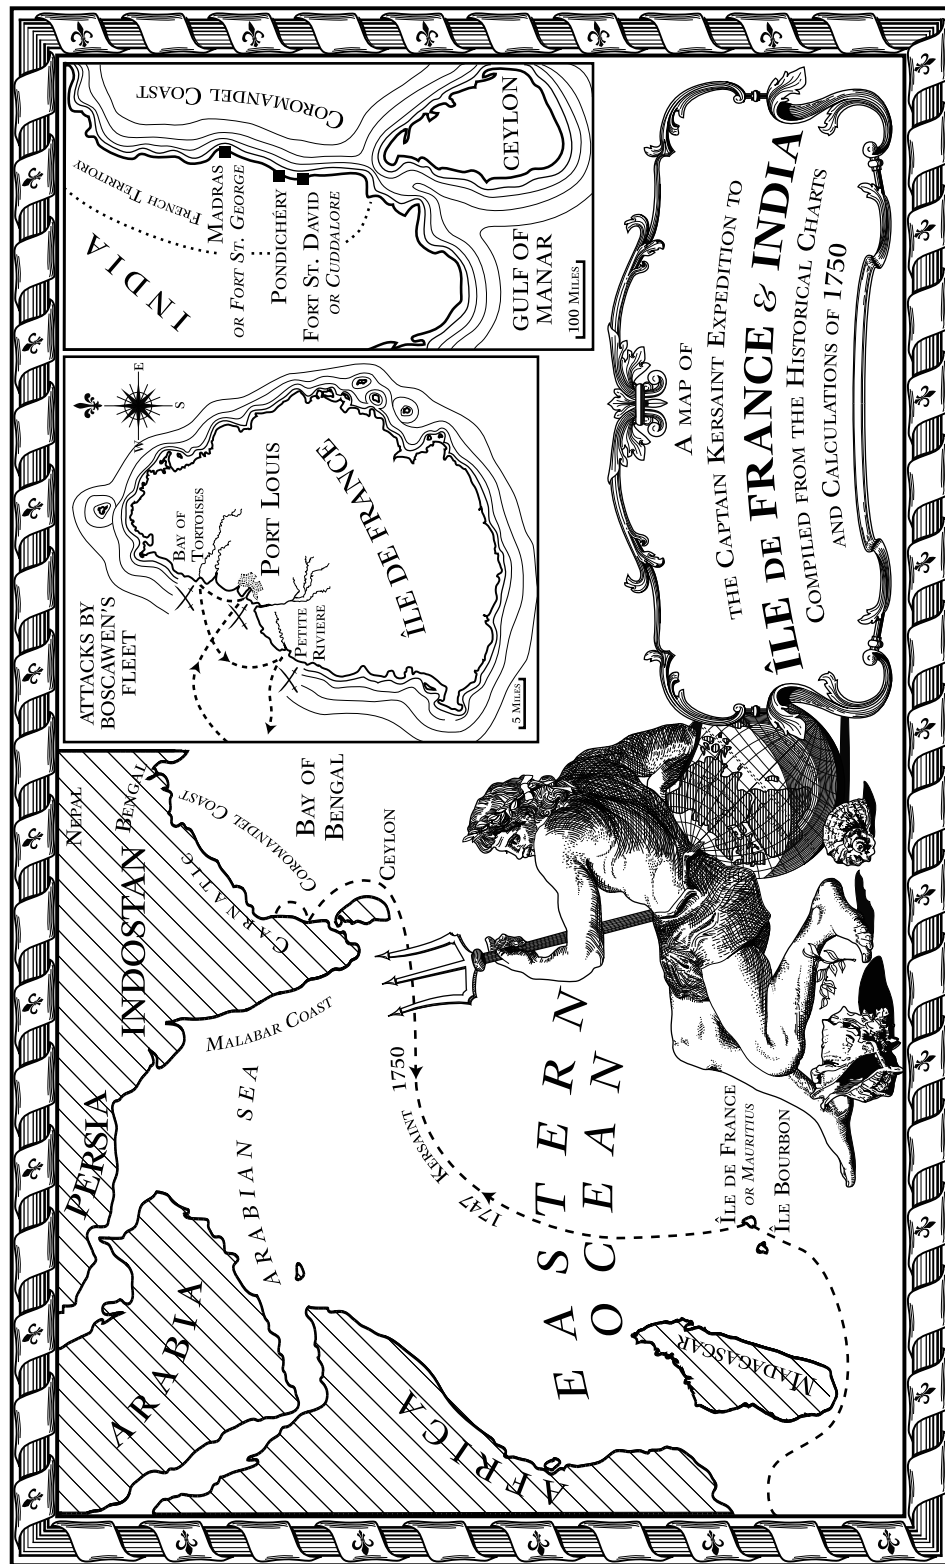 NEPAL
BENGAL
INDOSTAN
PERSIA
ARABIA
AFRICA
CARNATIC
COROMANDEL COAST
BAY OF
BENGAL
CEYLON
MALABAR COAST
ARABIAN SEA
1750
KERSAINT
1747
EASTERN
OCEAN
ÎLE DE FRANCE
OR MAURITIUS
ÎLE BOURBON
MADAGASCAR
ATTACKS BY
BOSCAWEN'S
FLEET
BAY OF
TORTOISES
PORT LOUIS
PETITE
RIVIERE
ÎLE DE FRANCE
5 MILES
W
E
S
COROMANDEL COAST
FRENCH TERRITORY
INDIA
MADRAS
OR FORT ST. GEORGE
PONDICHÉRY
FORT ST. DAVID
OR CUDDALORE
CEYLON
GULF OF
MANAR
100 MILES
A MAP OF
THE CAPTAIN KERSAINT EXPEDITION TO
ÎLE DE FRANCE & INDIA
COMPILED FROM THE HISTORICAL CHARTS
AND CALCULATIONS OF 1750